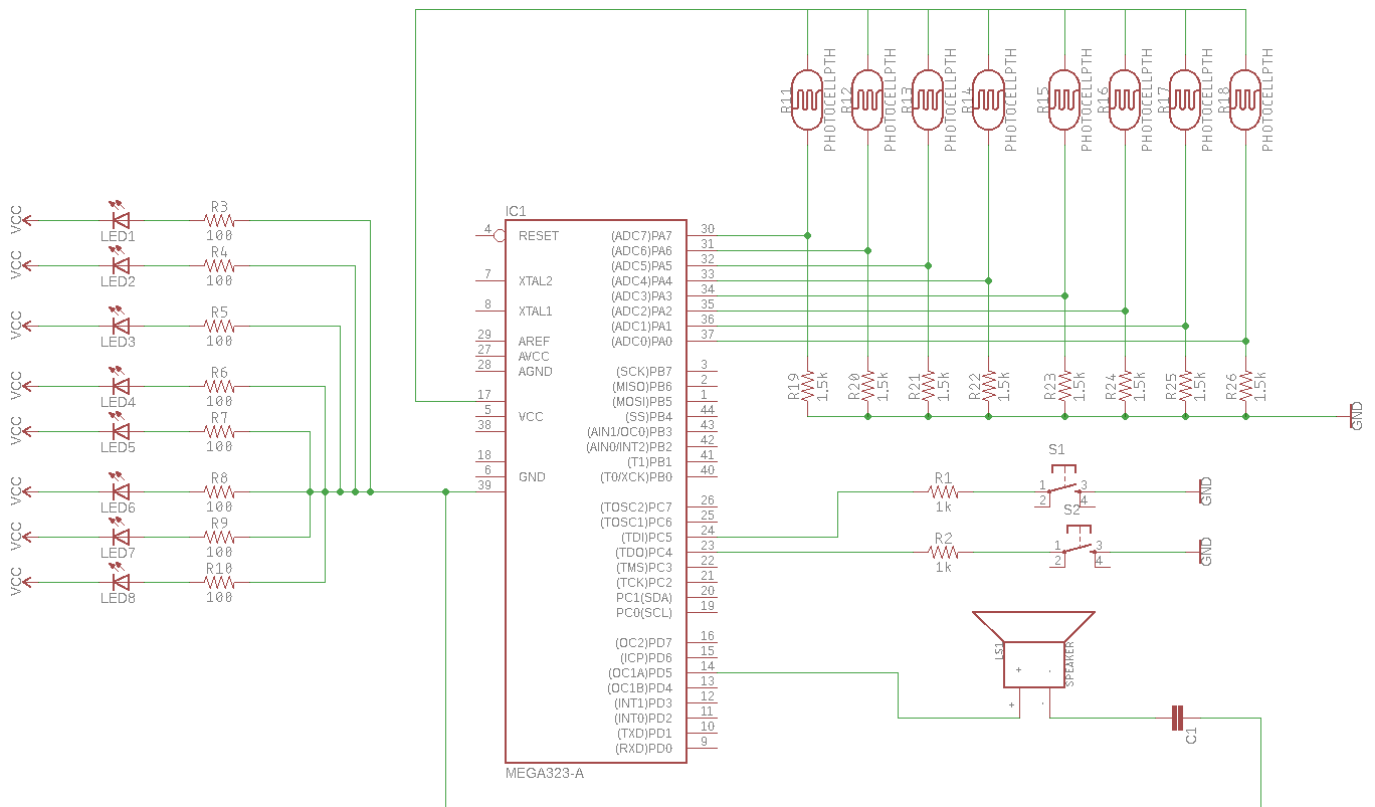 R11
PHOTOCELLPTH
R12
PHOTOCELLPTH
R13
PHOTOCELLPTH
R14
PHOTOCELLPTH
R15
PHOTOCELLPTH
R16
PHOTOCELLPTH
R17
PHOTOCELLPTH
R18
PHOTOCELLPTH
VCC
LED1
R3
100
VCC
LED2
R4
100
VCC
LED3
R5
100
VCC
LED4
R6
100
VCC
LED5
R7
100
VCC
LED6
R8
100
VCC
LED7
R9
100
VCC
LED8
R10
100
IC1
4 RESET
7 XTAL2
8 XTAL1
29 AREF
27 AVCC
28 AGND
17
5 VCC
38
18
6 GND
39
(ADC7)PA7 30
(ADC6)PA6 31
(ADC5)PA5 32
(ADC4)PA4 33
(ADC3)PA3 34
(ADC2)PA2 35
(ADC1)PA1 36
(ADC0)PA0 37
(SCK)PB7 3
(MISO)PB6 2
(MOSI)PB5 1
(SS)PB4 44
(AIN1/OC0)PB3 43
(AIN0/INT2)PB2 42
(T1)PB1 41
(T0/XCK)PB0 40
(TOSC2)PC7 26
(TOSC1)PC6 25
(TDI)PC5 24
(TDO)PC4 23
(TMS)PC3 22
(TCK)PC2 21
PC1(SDA) 20
PC0(SCL) 19
(OC2)PD7 16
(ICP)PD6 15
(OC1A)PD5 14
(OC1B)PD4 13
(INT1)PD3 12
(INT0)PD2 11
(TXD)PD1 10
(RXD)PD0 9
MEGA323-A
R19
1.5k
R20
1.5k
R21
1.5k
R22
1.5k
R23
1.5k
R24
1.5k
R25
1.5k
R26
1.5k
GND
R1
1k
S1
1 3
2 4
GND
R2
1k
S2
1 3
2 4
GND
LS1
+ -
SPEAKER
+ -
C1